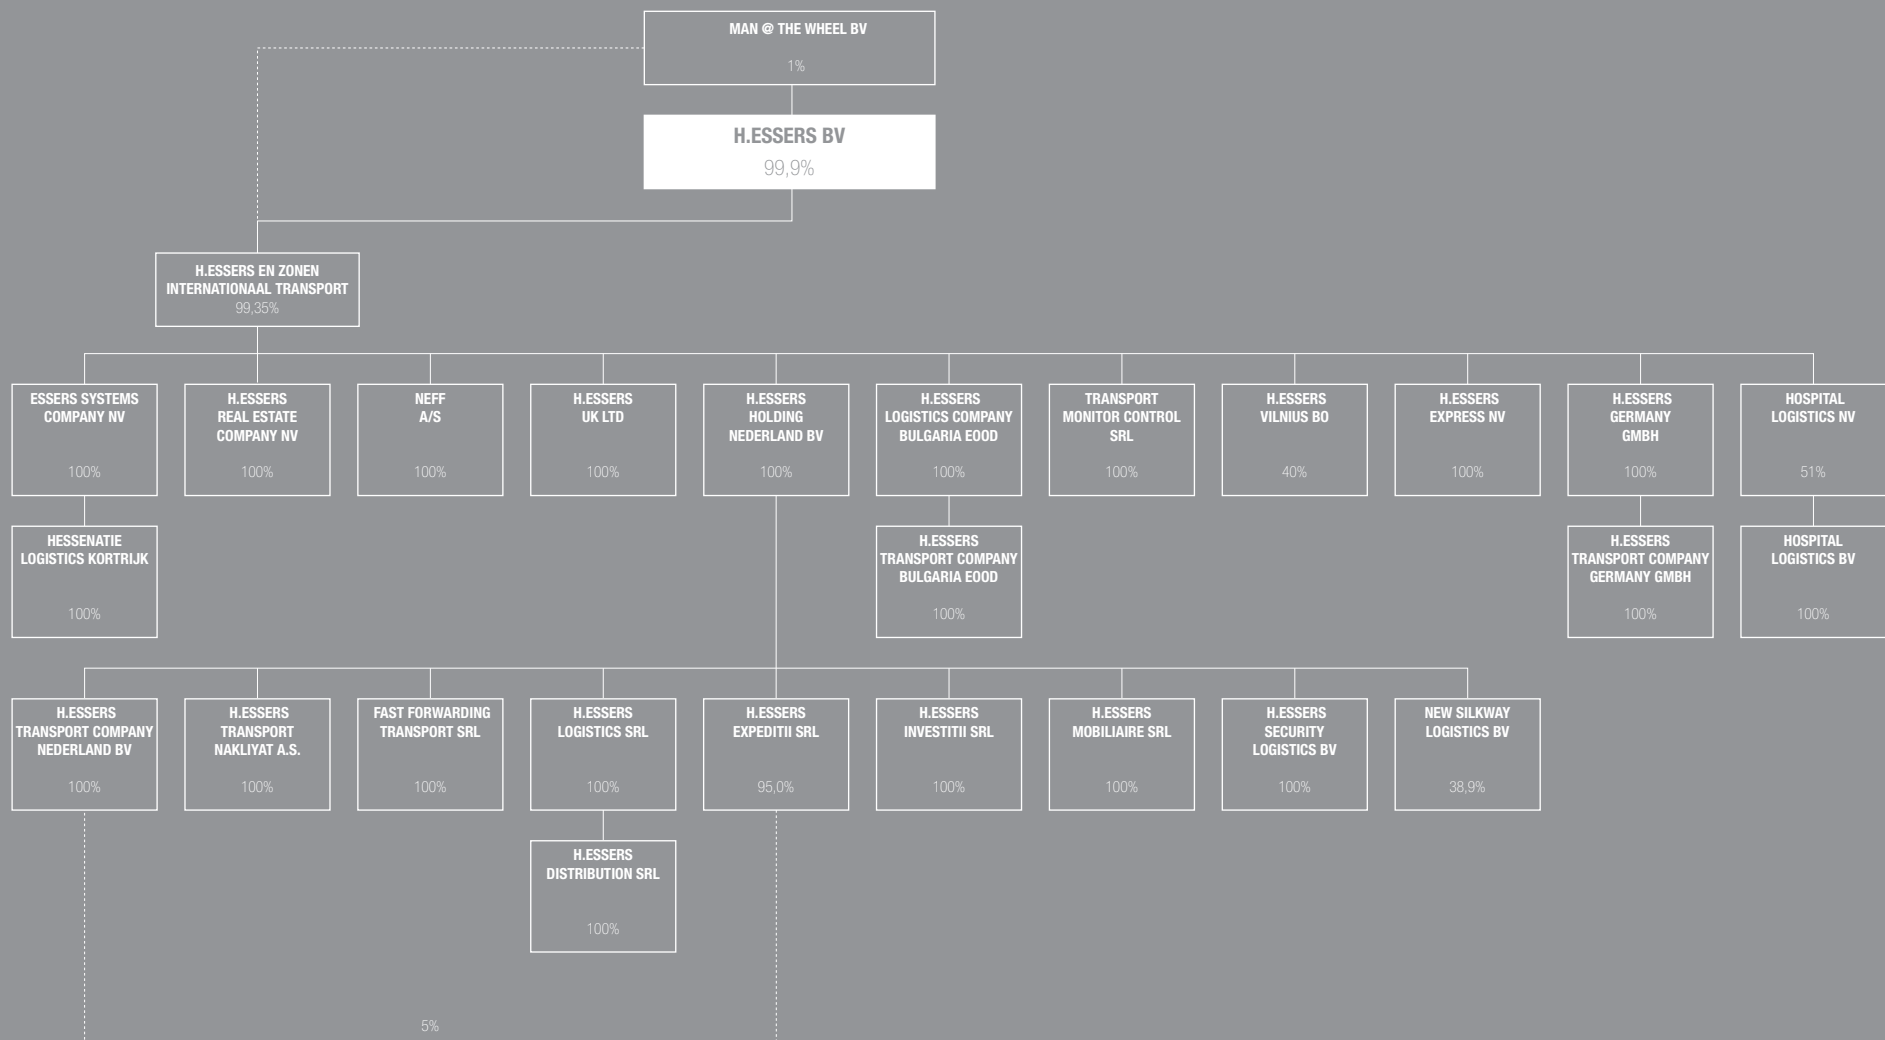 MAN @ THE WHEEL BV
1%
H.ESSERS BV
99,9%
H.ESSERS EN ZONEN
INTERNATIONAAL TRANSPORT
99,35%
ESSERS SYSTEMS
COMPANY NV
100%
H.ESSERS
REAL ESTATE
COMPANY NV
100%
NEFF
A/S
100%
H.ESSERS
UK LTD
100%
H.ESSERS
HOLDING
NEDERLAND BV
100%
H.ESSERS
LOGISTICS COMPANY
BULGARIA EOOD
100%
TRANSPORT
MONITOR CONTROL
SRL
100%
H.ESSERS
VILNIUS BO
40%
H.ESSERS
EXPRESS NV
100%
H.ESSERS
GERMANY
GMBH
100%
HOSPITAL
LOGISTICS NV
51%
HESSENATIE
LOGISTICS KORTRIJK
100%
H.ESSERS
TRANSPORT COMPANY
BULGARIA EOOD
100%
H.ESSERS
TRANSPORT COMPANY
GERMANY GMBH
100%
HOSPITAL
LOGISTICS BV
100%
H.ESSERS
TRANSPORT COMPANY
NEDERLAND BV
100%
H.ESSERS
TRANSPORT
NAKLIYAT A.S.
100%
FAST FORWARDING
TRANSPORT SRL
100%
H.ESSERS
LOGISTICS SRL
100%
H.ESSERS
EXPEDITII SRL
95,0%
H.ESSERS
INVESTITII SRL
100%
H.ESSERS
MOBILIAIRE SRL
100%
H.ESSERS
SECURITY
LOGISTICS BV
100%
NEW SILKWAY
LOGISTICS BV
38,9%
H.ESSERS
DISTRIBUTION SRL
100%
5%